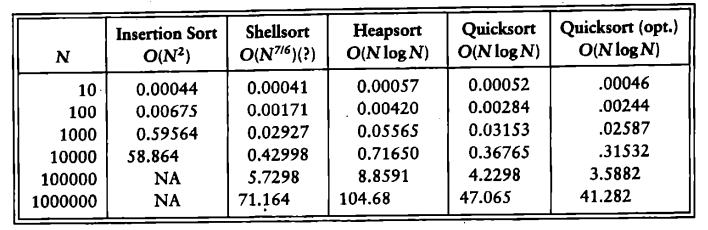 N Insertion Sort O(N²) Shellsort O(N^7/6)(?) Heapsort O(N log N) Quicksort O(N log N) Quicksort (opt.) O(N log N)
10 0.00044 0.00041 0.00057 0.00052 .00046
100 0.00675 0.00171 0.00420 0.00284 .00244
1000 0.59564 0.02927 0.05565 0.03153 .02587
10000 58.864 0.42998 0.71650 0.36765 .31532
100000 NA 5.7298 8.8591 4.2298 3.5882
1000000 NA 71.164 104.68 47.065 41.282